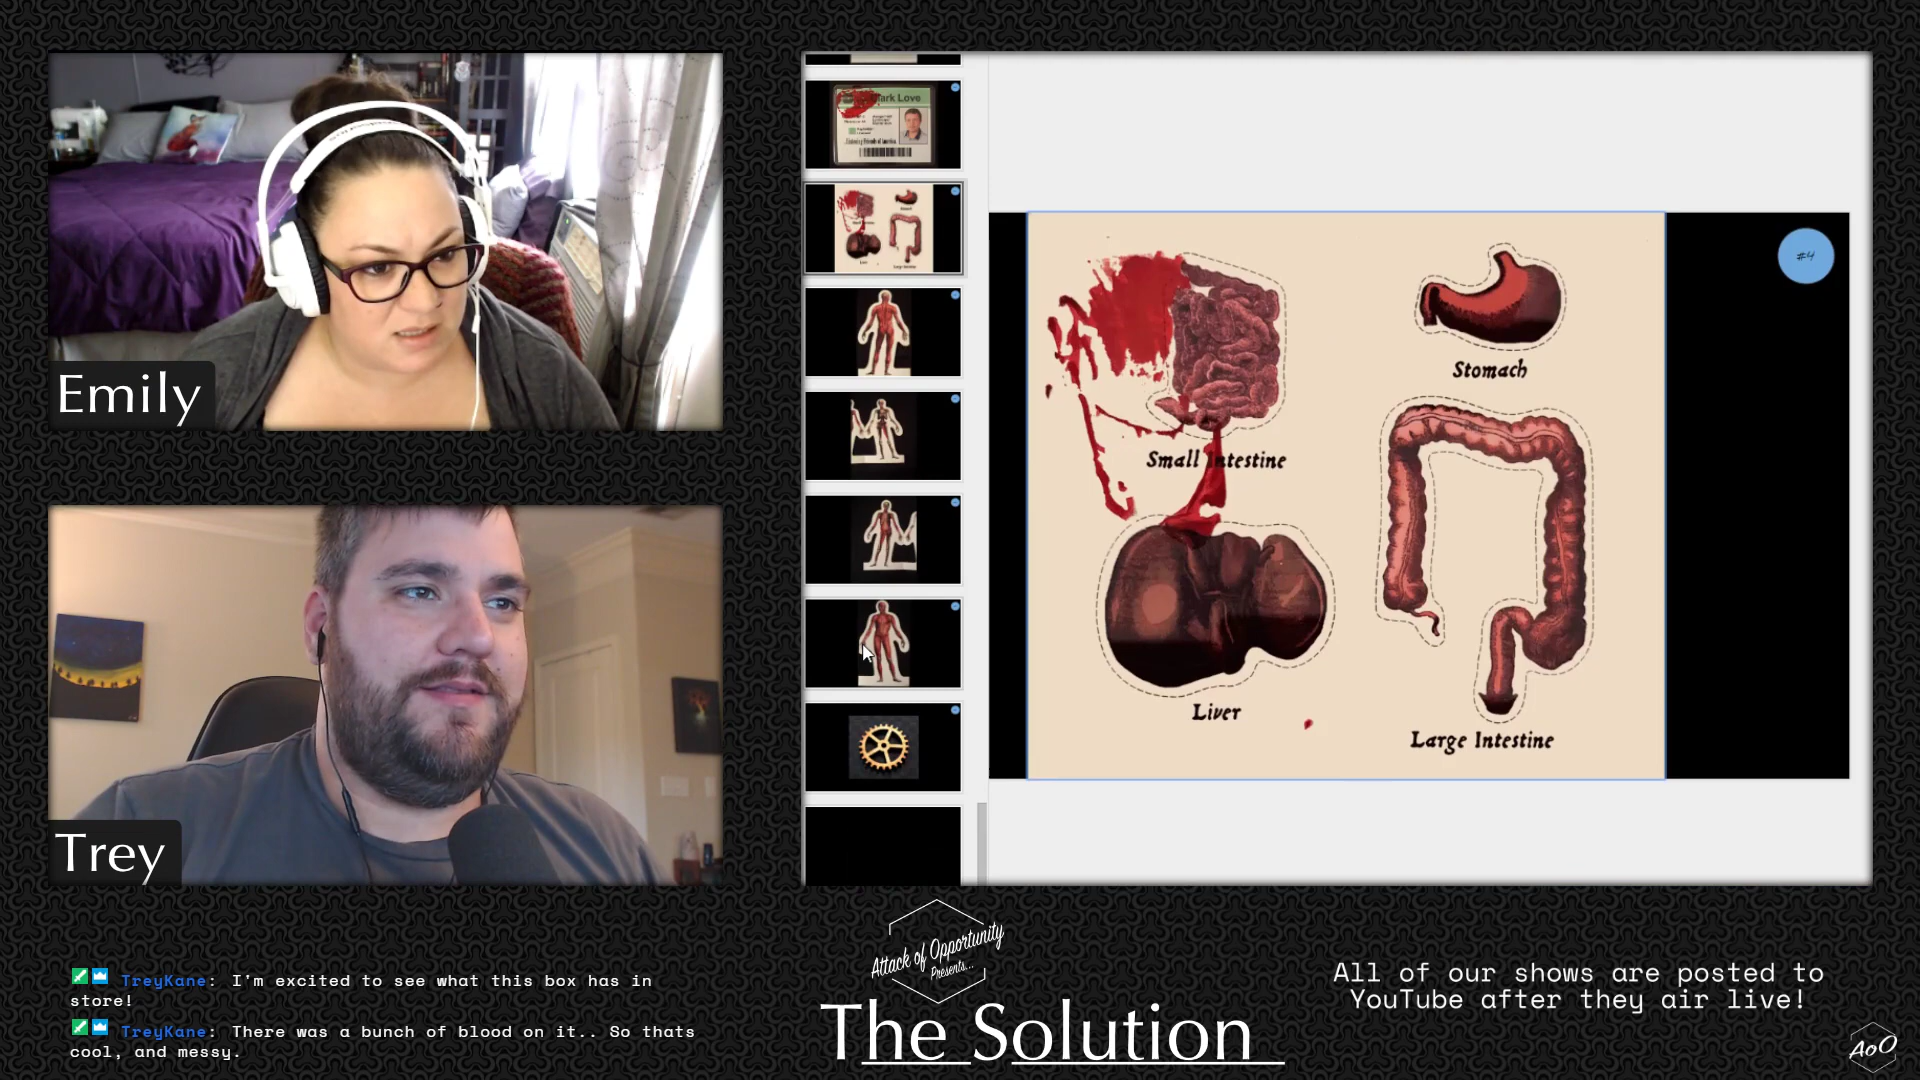 Emily
Trey
ark Love
#4
Stomach
Small Intestine
Liver
Large Intestine
TreyKane: I'm excited to see what this box has in
store!
TreyKane: There was a bunch of blood on it.. So thats
cool, and messy.
Attack of Opportunity
Presents...
The Solution
All of our shows are posted to
YouTube after they air live!
AoO